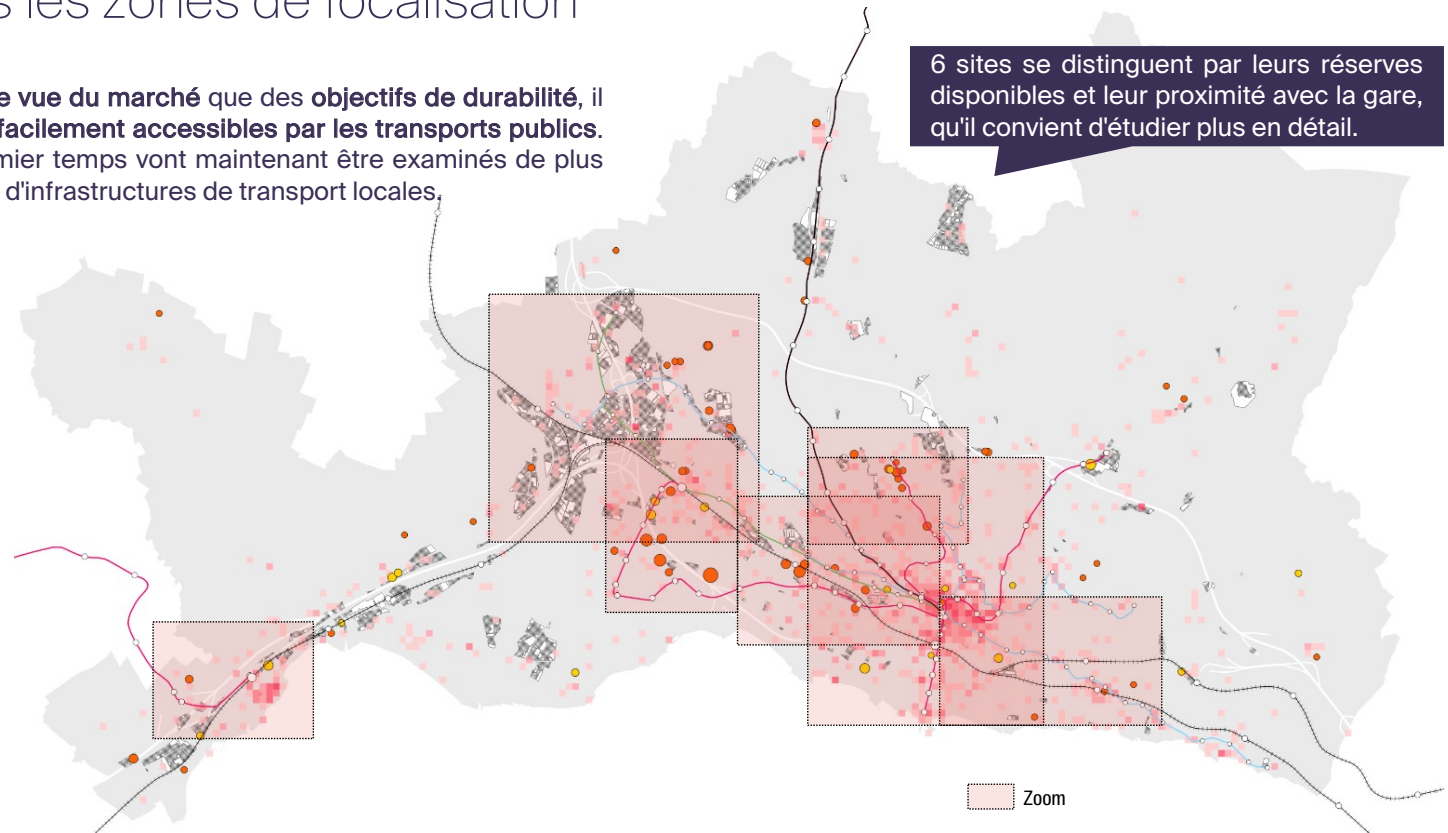 s les zones de localisation
e vue du marché que des objectifs de durabilité, il
facilement accessibles par les transports publics.
mier temps vont maintenant être examinés de plus
d'infrastructures de transport locales.
6 sites se distinguent par leurs réserves
disponibles et leur proximité avec la gare,
qu'il convient d'étudier plus en détail.
Zoom